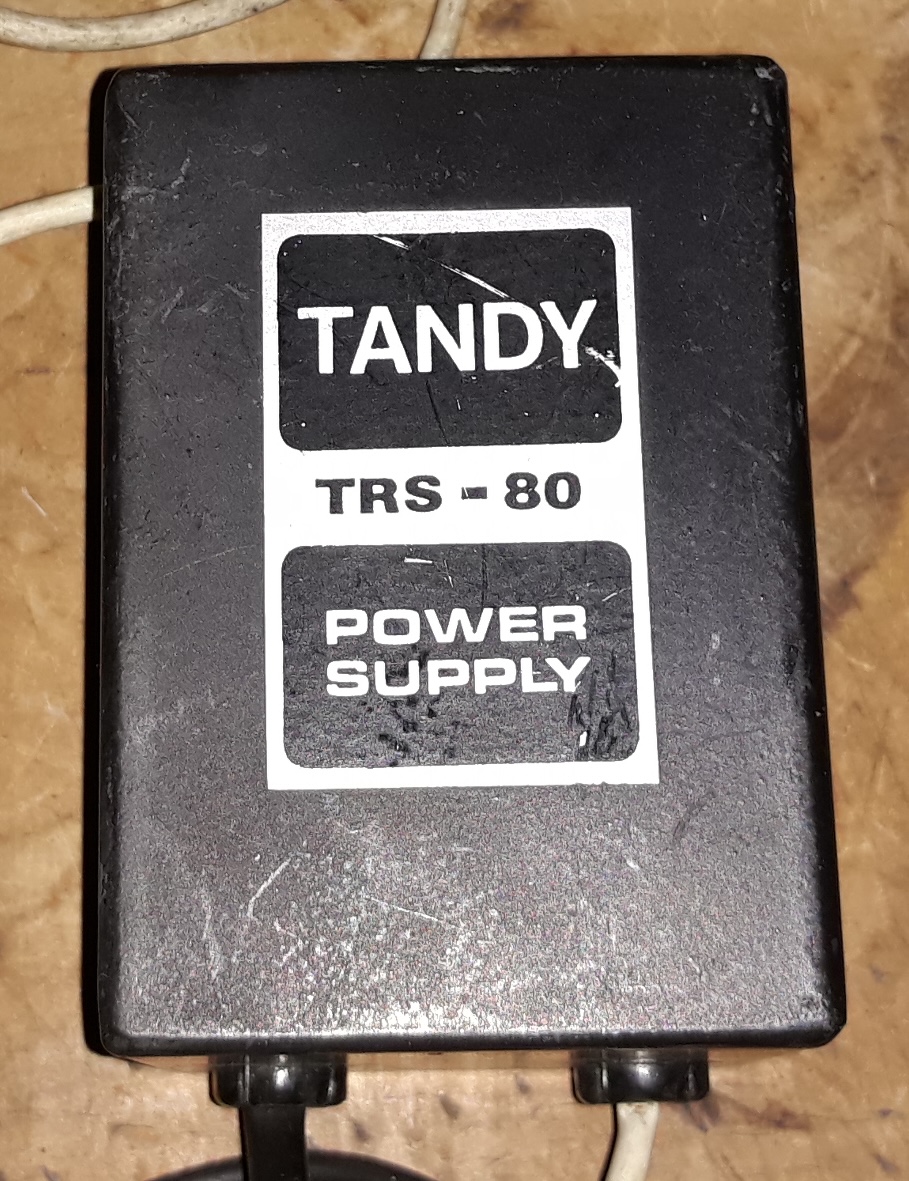 TANDY
TRS - 80
POWER
SUPPLY